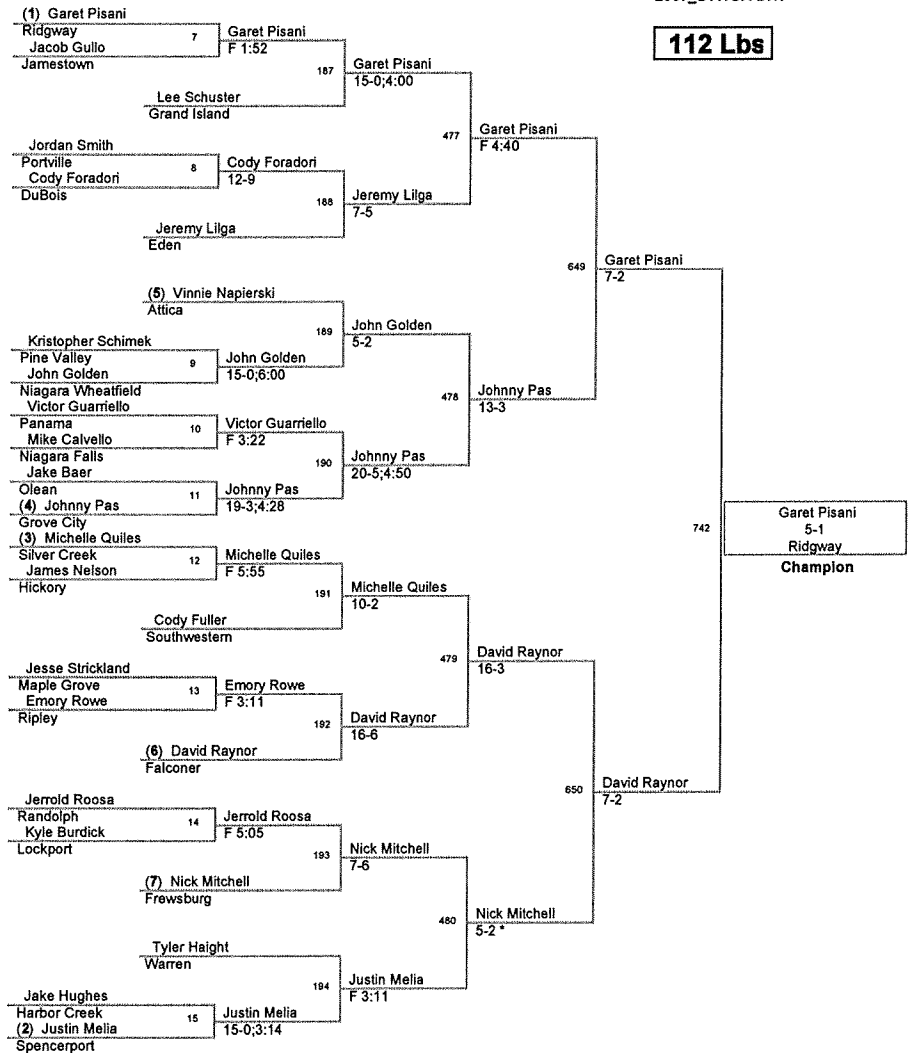 112 Lbs
(1) Garet Pisani
Ridgway
Jacob Gullo
Jamestown
7
Garet Pisani
F 1:52
187
Lee Schuster
Grand Island
Garet Pisani
15-0;4:00
477
Jordan Smith
Portville
Cody Foradori
DuBois
8
Cody Foradori
12-9
188
Jeremy Lilga
Eden
Jeremy Lilga
7-5
Garet Pisani
F 4:40
649
(5) Vinnie Napierski
Attica
189
Kristopher Schimek
Pine Valley
John Golden
Niagara Wheatfield
9
John Golden
15-0;6:00
John Golden
5-2
478
Victor Guarriello
Panama
Mike Calvello
Niagara Falls
10
Victor Guarriello
F 3:22
190
Jake Baer
Olean
(4) Johnny Pas
Grove City
11
Johnny Pas
19-3;4:28
Johnny Pas
20-5;4:50
Johnny Pas
13-3
Garet Pisani
7-2
742
(3) Michelle Quiles
Silver Creek
James Nelson
Hickory
12
Michelle Quiles
F 5:55
191
Cody Fuller
Southwestern
Michelle Quiles
10-2
479
Jesse Strickland
Maple Grove
Emory Rowe
Ripley
13
Emory Rowe
F 3:11
192
(6) David Raynor
Falconer
David Raynor
16-6
David Raynor
16-3
650
Jerrold Roosa
Randolph
Kyle Burdick
Lockport
14
Jerrold Roosa
F 5:05
193
(7) Nick Mitchell
Frewsburg
Nick Mitchell
7-6
480
Tyler Haight
Warren
194
Jake Hughes
Harbor Creek
(2) Justin Melia
Spencerport
15
Justin Melia
15-0;3:14
Justin Melia
F 3:11
Nick Mitchell
5-2 *
David Raynor
7-2
Garet Pisani
5-1
Ridgway
Champion